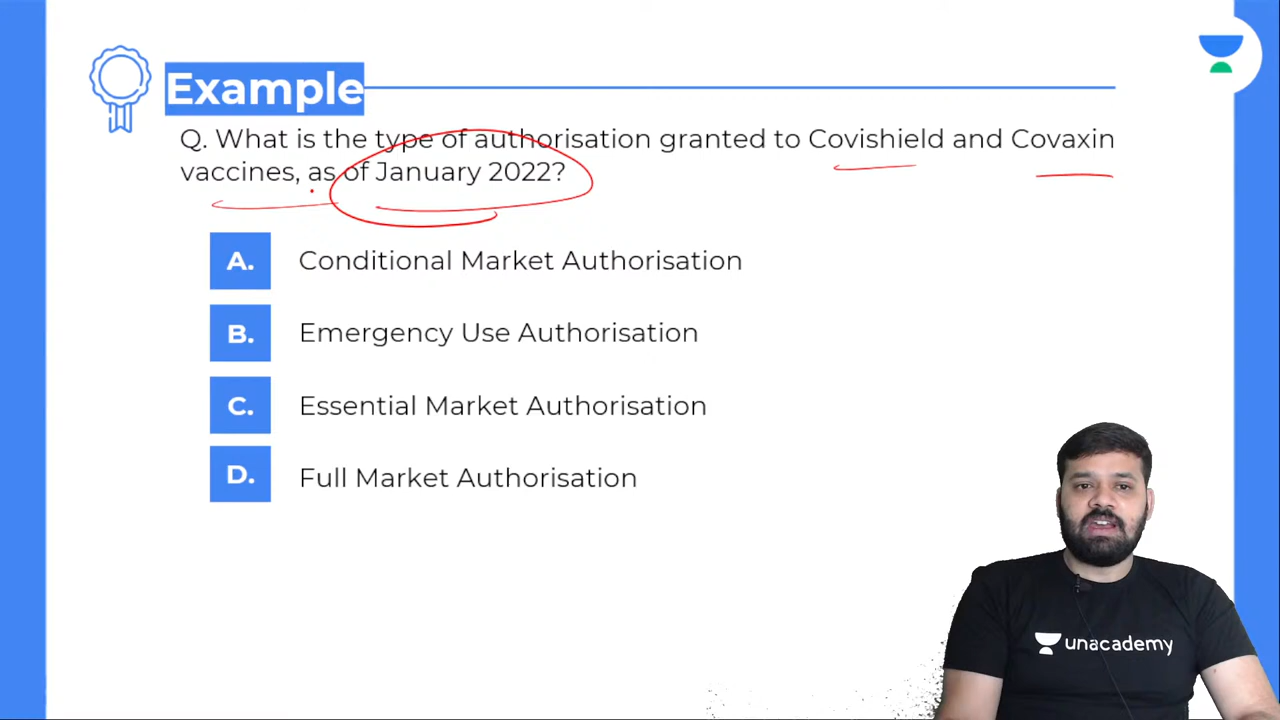 Example
Q. What is the type of authorisation granted to Covishield and Covaxin
vaccines, as of January 2022?
A. Conditional Market Authorisation
B. Emergency Use Authorisation
C. Essential Market Authorisation
D. Full Market Authorisation
unacademy